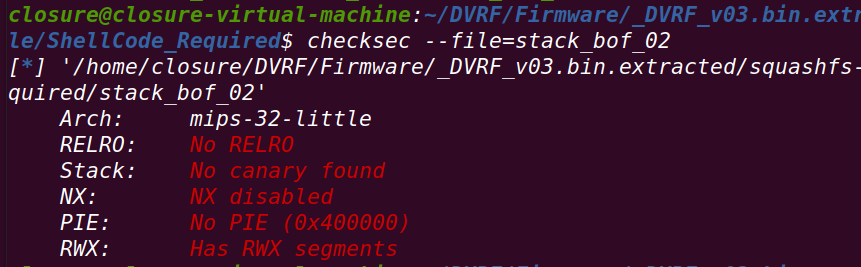 closure@closure-virtual-machine:~/DVRF/Firmware/_DVRF_v03.bin.extr
le/ShellCode_Required$ checksec --file=stack_bof_02
[*] '/home/closure/DVRF/Firmware/_DVRF_v03.bin.extracted/squashfs-
quired/stack_bof_02'
Arch: mips-32-little
RELRO: No RELRO
Stack: No canary found
NX: NX disabled
PIE: No PIE (0x400000)
RWX: Has RWX segments